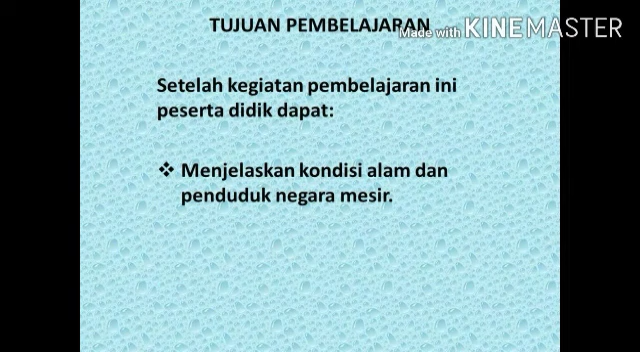 TUJUAN PEMBELAJARAN
Made with KINEMASTER
Setelah kegiatan pembelajaran ini
peserta didik dapat:
❖ Menjelaskan kondisi alam dan
penduduk negara mesir.